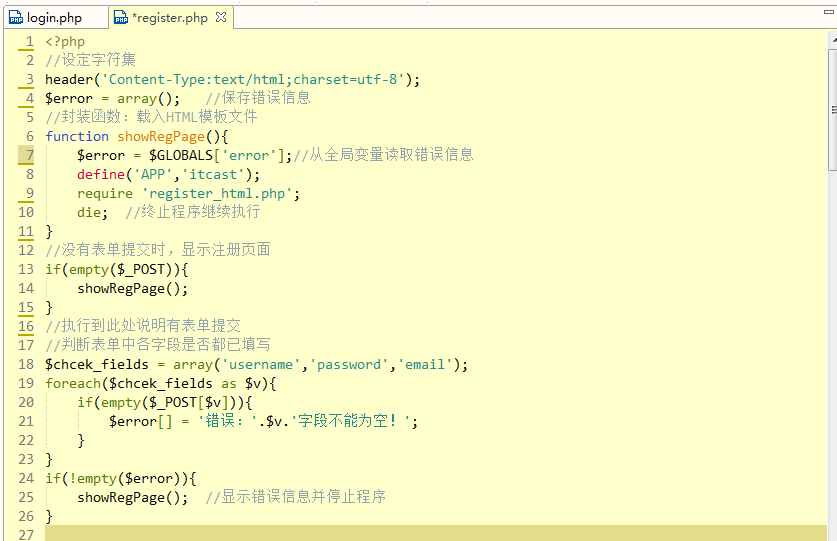 login.php *register.php
1 <?php
2 //设定字符集
3 header('Content-Type:text/html;charset=utf-8');
4 $error = array();   //保存错误信息
5 //封装函数：载入HTML模板文件
6 function showRegPage(){
7     $error = $GLOBALS['error'];//从全局变量读取错误信息
8     define('APP','itcast');
9     require 'register_html.php';
10     die;  //终止程序继续执行
11 }
12 //没有表单提交时，显示注册页面
13 if(empty($_POST)){
14     showRegPage();
15 }
16 //执行到此处说明有表单提交
17 //判断表单中各字段是否都已填写
18 $chcek_fields = array('username','password','email');
19 foreach($chcek_fields as $v){
20     if(empty($_POST[$v])){
21         $error[] = '错误：'.$v.'字段不能为空！';
22     }
23 }
24 if(!empty($error)){
25     showRegPage();  //显示错误信息并停止程序
26 }
27